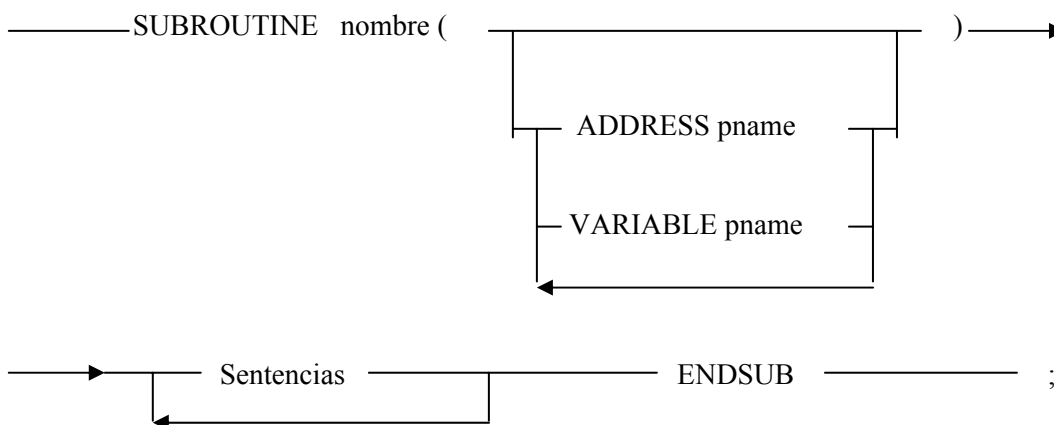 SUBROUTINE nombre ( )
ADDRESS pname
VARIABLE pname
Sentencias ENDSUB ;